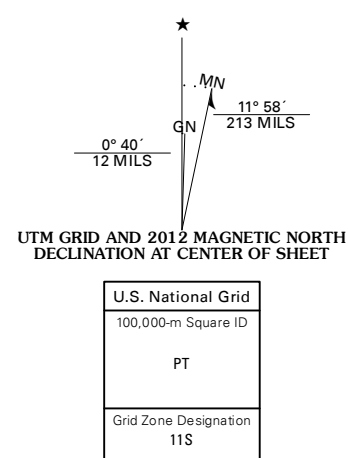 ★
MN
GN
11° 58´
213 MILS
0° 40´
12 MILS
UTM GRID AND 2012 MAGNETIC NORTH
DECLINATION AT CENTER OF SHEET
U.S. National Grid
100,000-m Square ID
PT
Grid Zone Designation
11S